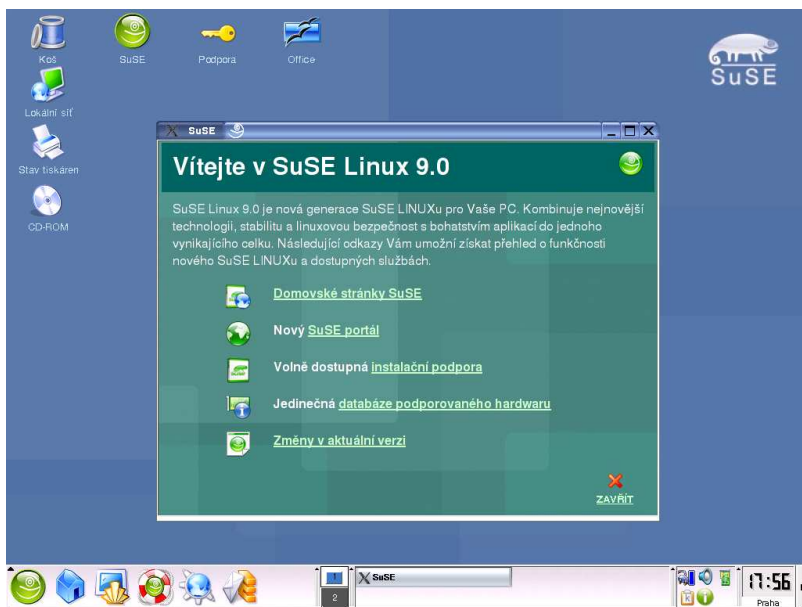 Koš
SuSE
Podpora
Office
SuSE
Lokální síť
Stav tiskáren
CD-ROM
SuSE
Vítejte v SuSE Linux 9.0
SuSE Linux 9.0 je nová generace SuSE LINUXu pro Vaše PC. Kombinuje nejnovější
technologii, stabilitu a linuxovou bezpečnost s bohatstvím aplikací do jednoho
vynikajícího celku. Následující odkazy Vám umožní získat přehled o funkčnosti
nového SuSE LINUXu a dostupných službách.
Domovské stránky SuSE
Nový SuSE portál
Volně dostupná instalační podpora
Jedinečná databáze podporovaného hardwaru
Změny v aktuální verzi
ZAVŘÍT
1
2
SuSE
17:56
Praha